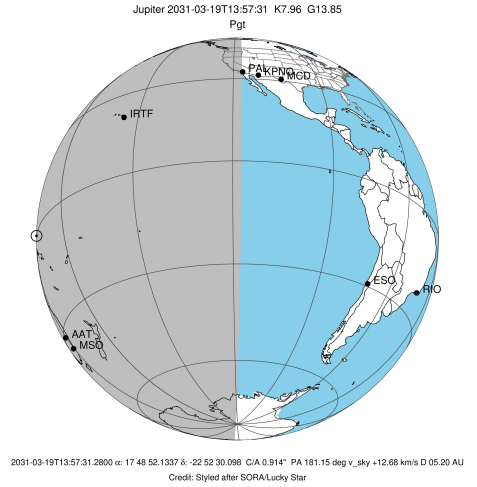 Jupiter 2031-03-19T13:57:31 K7.96 G13.85
Pgt
PAL KPNO MCD
IRTF
ESO
RIO
AAT
MSO
2031-03-19T13:57:31.2800 α: 17 48 52.1337 δ: -22 52 30.098 C/A 0.914" PA 181.15 deg v_sky +12.68 km/s D 05.20 AU
Credit: Styled after SORA/Lucky Star